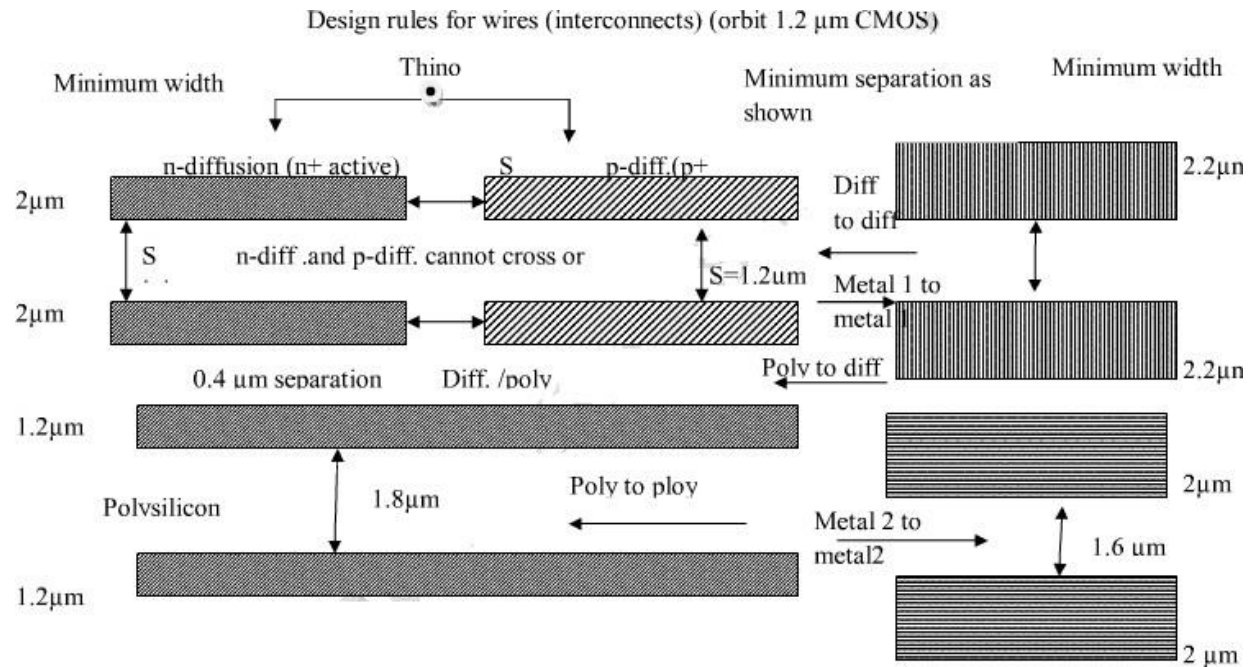 Design rules for wires (interconnects) (orbit 1.2 µm CMOS)
Minimum width
Thino
Minimum separation as
shown
Minimum width
n-diffusion (n+ active)
S
p-diff.(p+
2µm
Diff
to diff
2.2µm
S
n-diff .and p-diff. cannot cross or
S=1.2um
2µm
Metal 1 to
metal 1
0.4 µm separation
Diff. /poly
Poly to diff
2.2µm
1.2µm
Polysilicon
1.8µm
Poly to ploy
2µm
Metal 2 to
metal2
1.6 um
1.2µm
2 µm